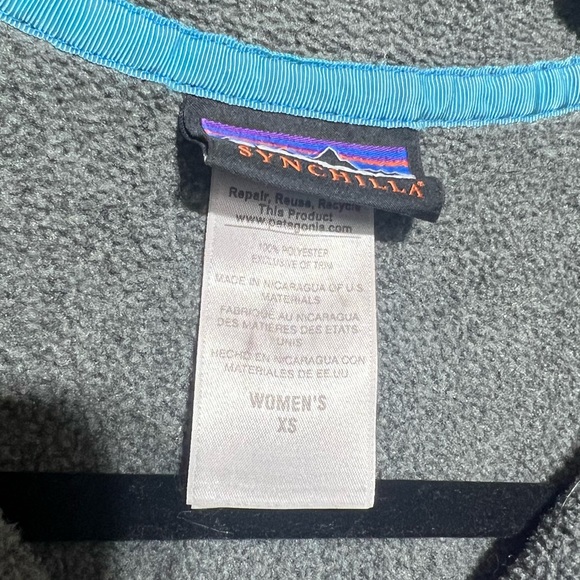 SYNCHILLA®
Repair, Reuse, Recycle
This Product
www.patagonia.com
100% POLYESTER
EXCLUSIVE OF TRIM
MADE IN NICARAGUA OF U.S.
MATERIALS
FABRIQUÉ AU NICARAGUA
DES MATIÈRES DES ETATS
UNIS
HECHO EN NICARAGUA CON
MATERIALES DE EE.UU
WOMEN'S
XS